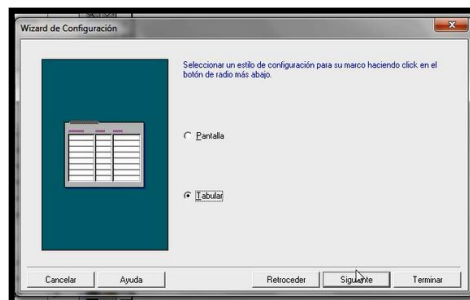 Wizard de Configuración
Seleccionar un estilo de configuración para su marco haciendo click en el
botón de radio más abajo.
Pantalla
Tabular
Cancelar
Ayuda
Retroceder
Siguiente
Terminar